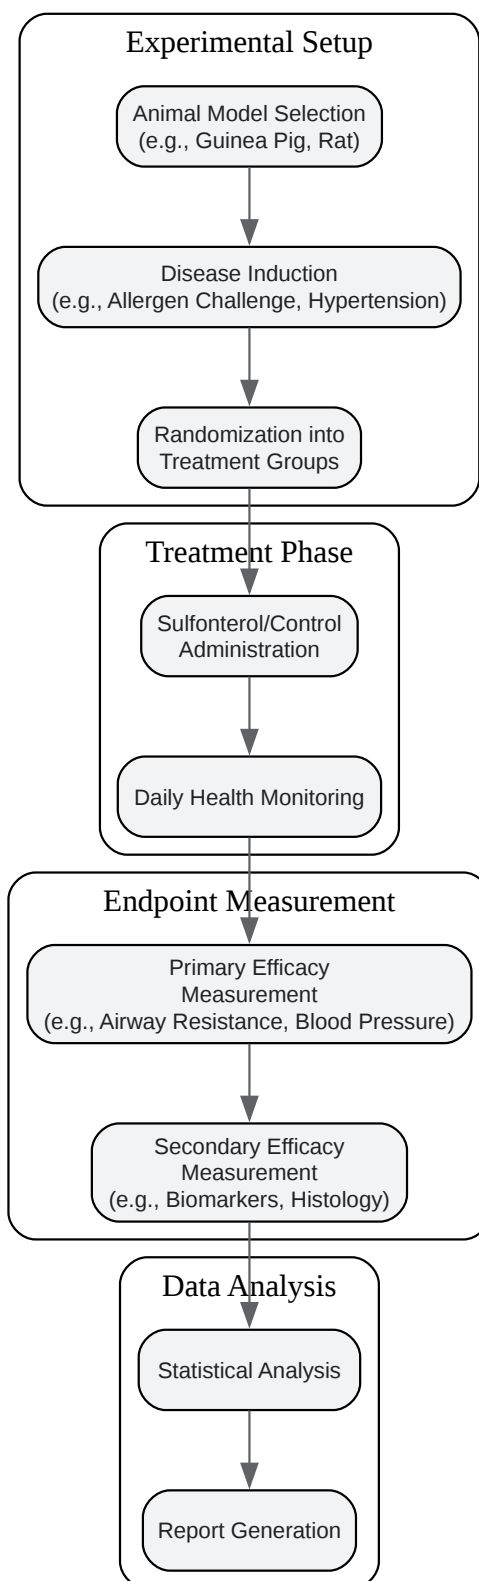 Experimental Setup
Animal Model Selection
(e.g., Guinea Pig, Rat)
Disease Induction
(e.g., Allergen Challenge, Hypertension)
Randomization into
Treatment Groups
Treatment Phase
Sulfonterol/Control
Administration
Daily Health Monitoring
Endpoint Measurement
Primary Efficacy
Measurement
(e.g., Airway Resistance, Blood Pressure)
Secondary Efficacy
Measurement
(e.g., Biomarkers, Histology)
Data Analysis
Statistical Analysis
Report Generation